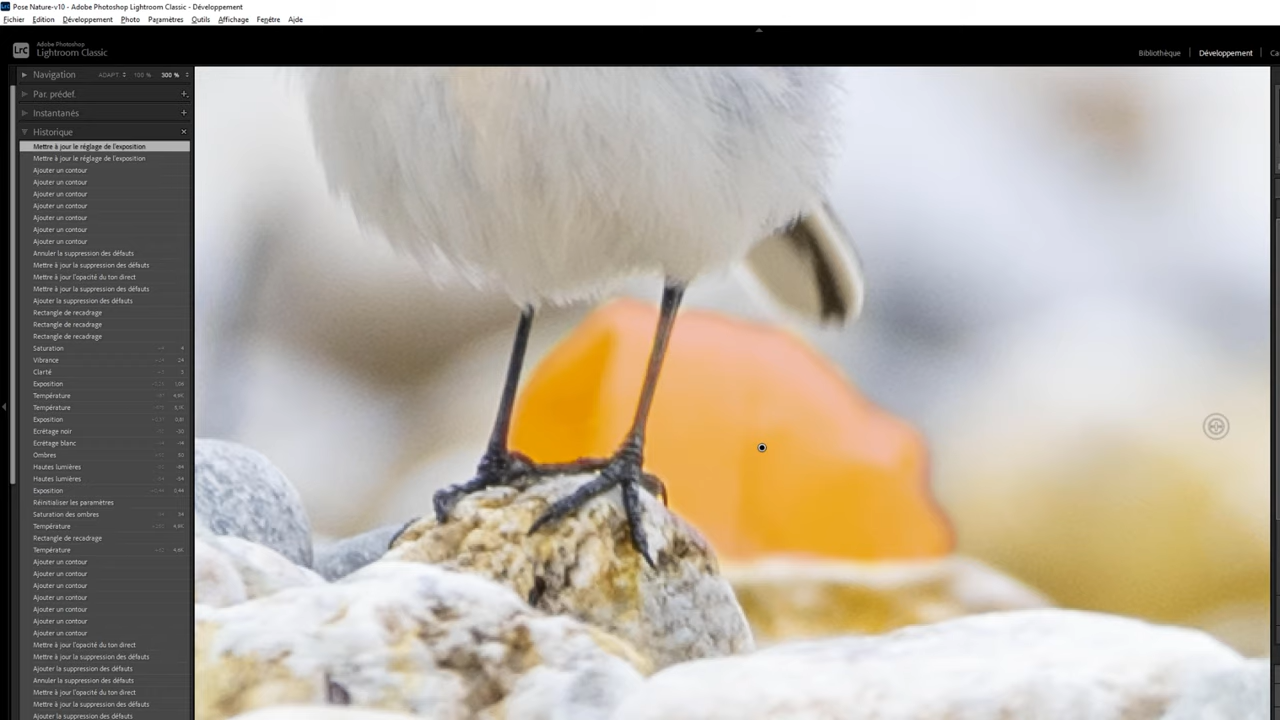 Pose Nature-v10 - Adobe Photoshop Lightroom Classic - Développement
Fichier Edition Développement Photo Paramètres Outils Affichage Fenêtre Aide
LrC Adobe Photoshop
Lightroom Classic
Bibliothèque | Développement |
Navigation ADAPT 100 % 300 %
Par. prédéf.
Instantanés
Historique
Mettre à jour le réglage de l'exposition
Mettre à jour le réglage de l'exposition
Ajouter un contour
Ajouter un contour
Ajouter un contour
Ajouter un contour
Ajouter un contour
Ajouter un contour
Ajouter un contour
Annuler la suppression des défauts
Mettre à jour la suppression des défauts
Mettre à jour l'opacité du ton direct
Mettre à jour la suppression des défauts
Ajouter la suppression des défauts
Rectangle de recadrage
Rectangle de recadrage
Rectangle de recadrage
Saturation
Vibrance
Clarté
Exposition
Température
Température
Exposition
Ecrétage noir
Ecrétage blanc
Ombres
Hautes lumières
Hautes lumières
Exposition
Réinitialiser les paramètres
Saturation des ombres
Température
Rectangle de recadrage
Température
Ajouter un contour
Ajouter un contour
Ajouter un contour
Ajouter un contour
Ajouter un contour
Ajouter un contour
Ajouter un contour
Mettre à jour l'opacité du ton direct
Mettre à jour la suppression des défauts
Ajouter la suppression des défauts
Annuler la suppression des défauts
Mettre à jour l'opacité du ton direct
Mettre à jour la suppression des défauts
Ajouter la suppression des défauts